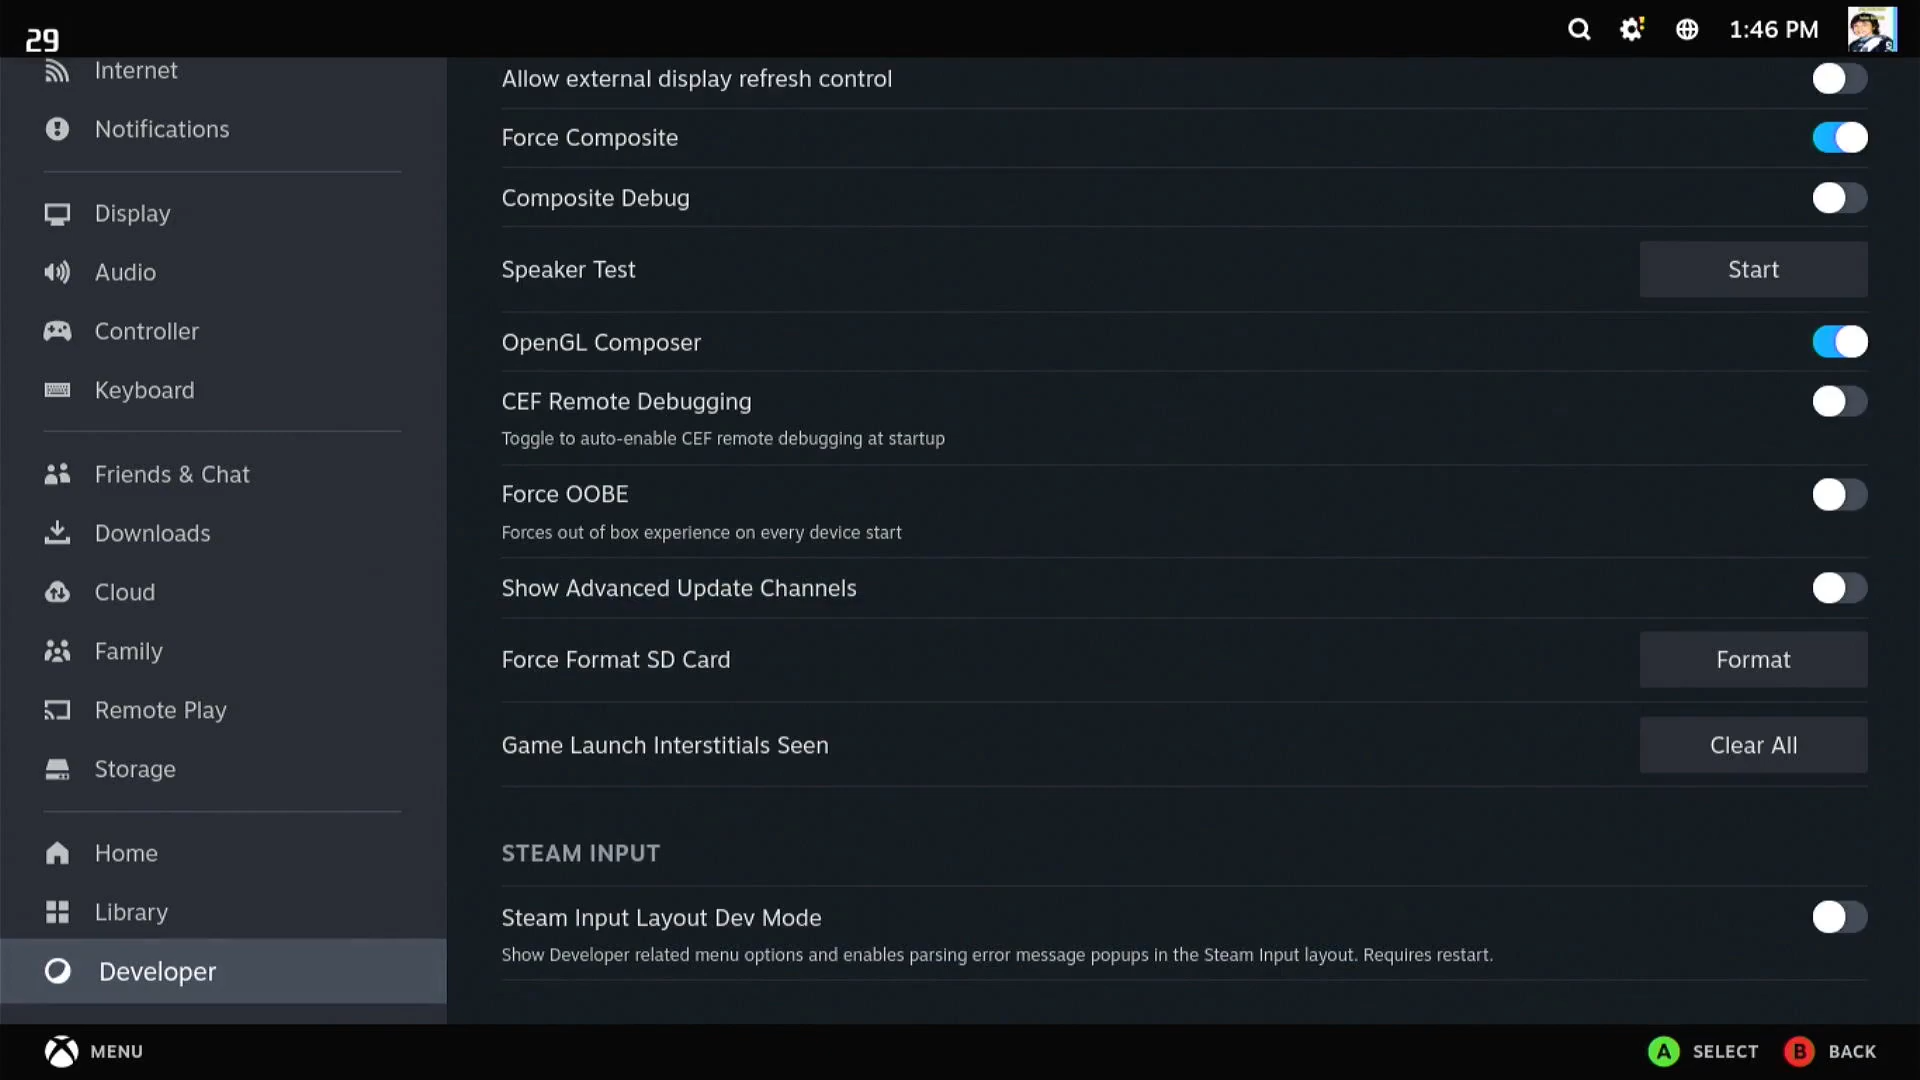 29
1:46 PM
Internet
Notifications
Display
Audio
Controller
Keyboard
Friends & Chat
Downloads
Cloud
Family
Remote Play
Storage
Home
Library
Developer
Allow external display refresh control
Force Composite
Composite Debug
Speaker Test
Start
OpenGL Composer
CEF Remote Debugging
Toggle to auto-enable CEF remote debugging at startup
Force OOBE
Forces out of box experience on every device start
Show Advanced Update Channels
Force Format SD Card
Format
Game Launch Interstitials Seen
Clear All
STEAM INPUT
Steam Input Layout Dev Mode
Show Developer related menu options and enables parsing error message popups in the Steam Input layout. Requires restart.
MENU
A SELECT
B BACK